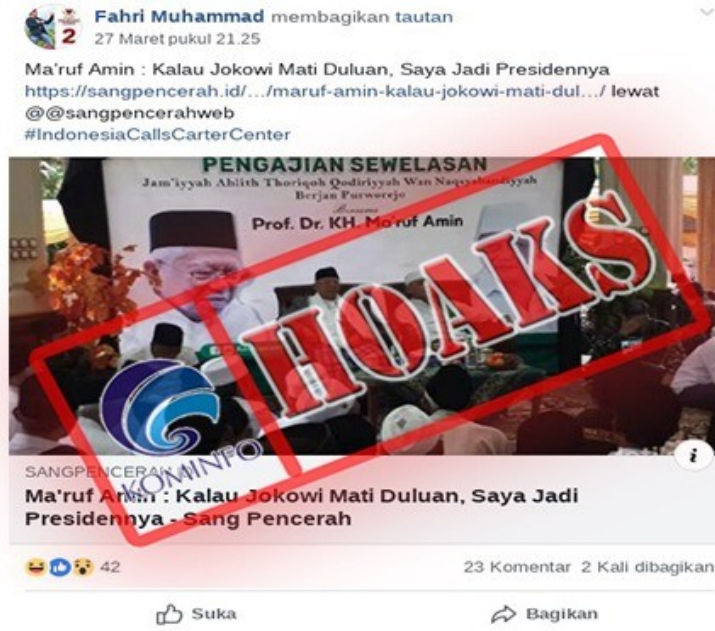 Fahri Muhammad membagikan tautan
27 Maret pukul 21.25
2
Ma'ruf Amin : Kalau Jokowi Mati Duluan, Saya Jadi Presidennya
https://sangpencerah.id/.../maruf-amin-kalau-jokowi-mati-dul.../ lewat
@@sangpencerahweb
#IndonesiaCallsCarterCenter
PENGAJIAN SEWELASAN
Jam'iyyah Ahlith Thoriqoh Qodiriyyah Wan Naqsyabandiyyah
Berjan Purworejo
Bersama
Prof. Dr. KH. Ma'ruf Amin
HOAKS
KOMINFO
i
SANGPENCERAH.ID
Ma'ruf Amin : Kalau Jokowi Mati Duluan, Saya Jadi
Presidennya - Sang Pencerah
42
23 Komentar 2 Kali dibagikan
Suka
Bagikan